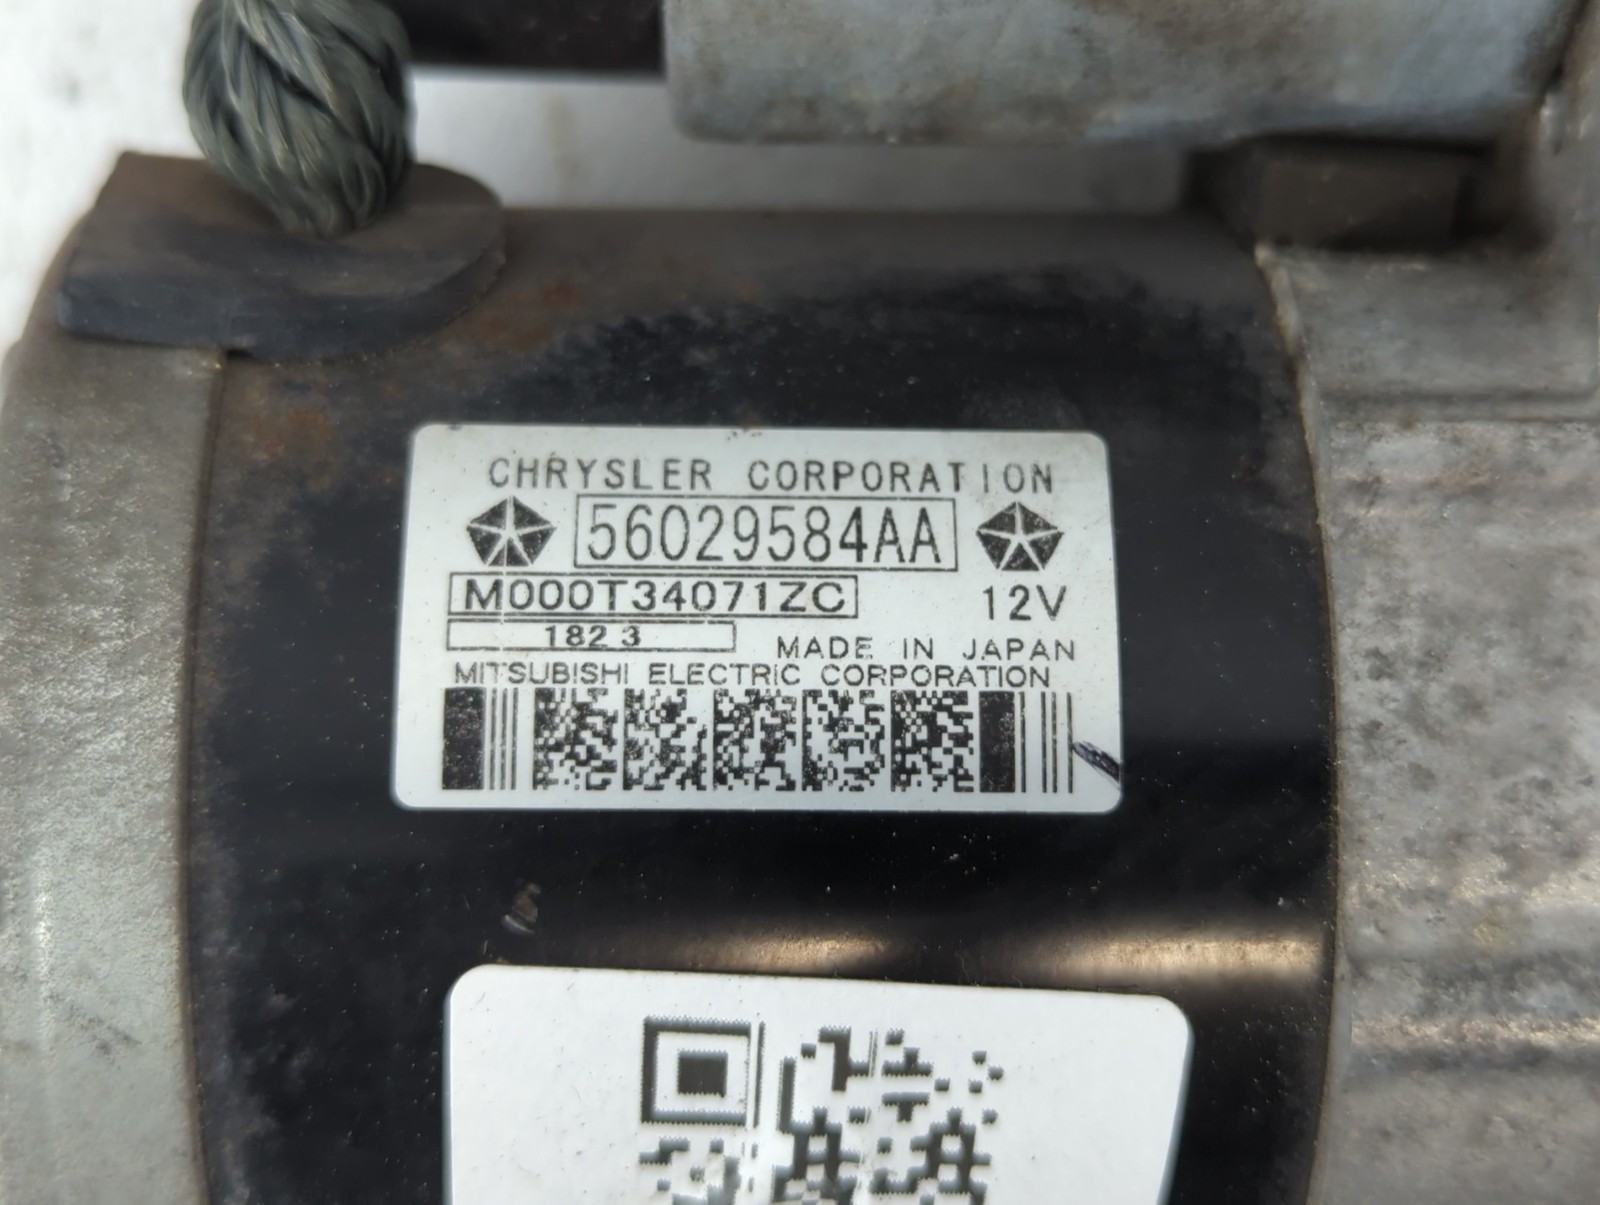 CHRYSLER CORPORATION
56029584AA
M000T34071ZC 12V
182 3 MADE IN JAPAN
MITSUBISHI ELECTRIC CORPORATION